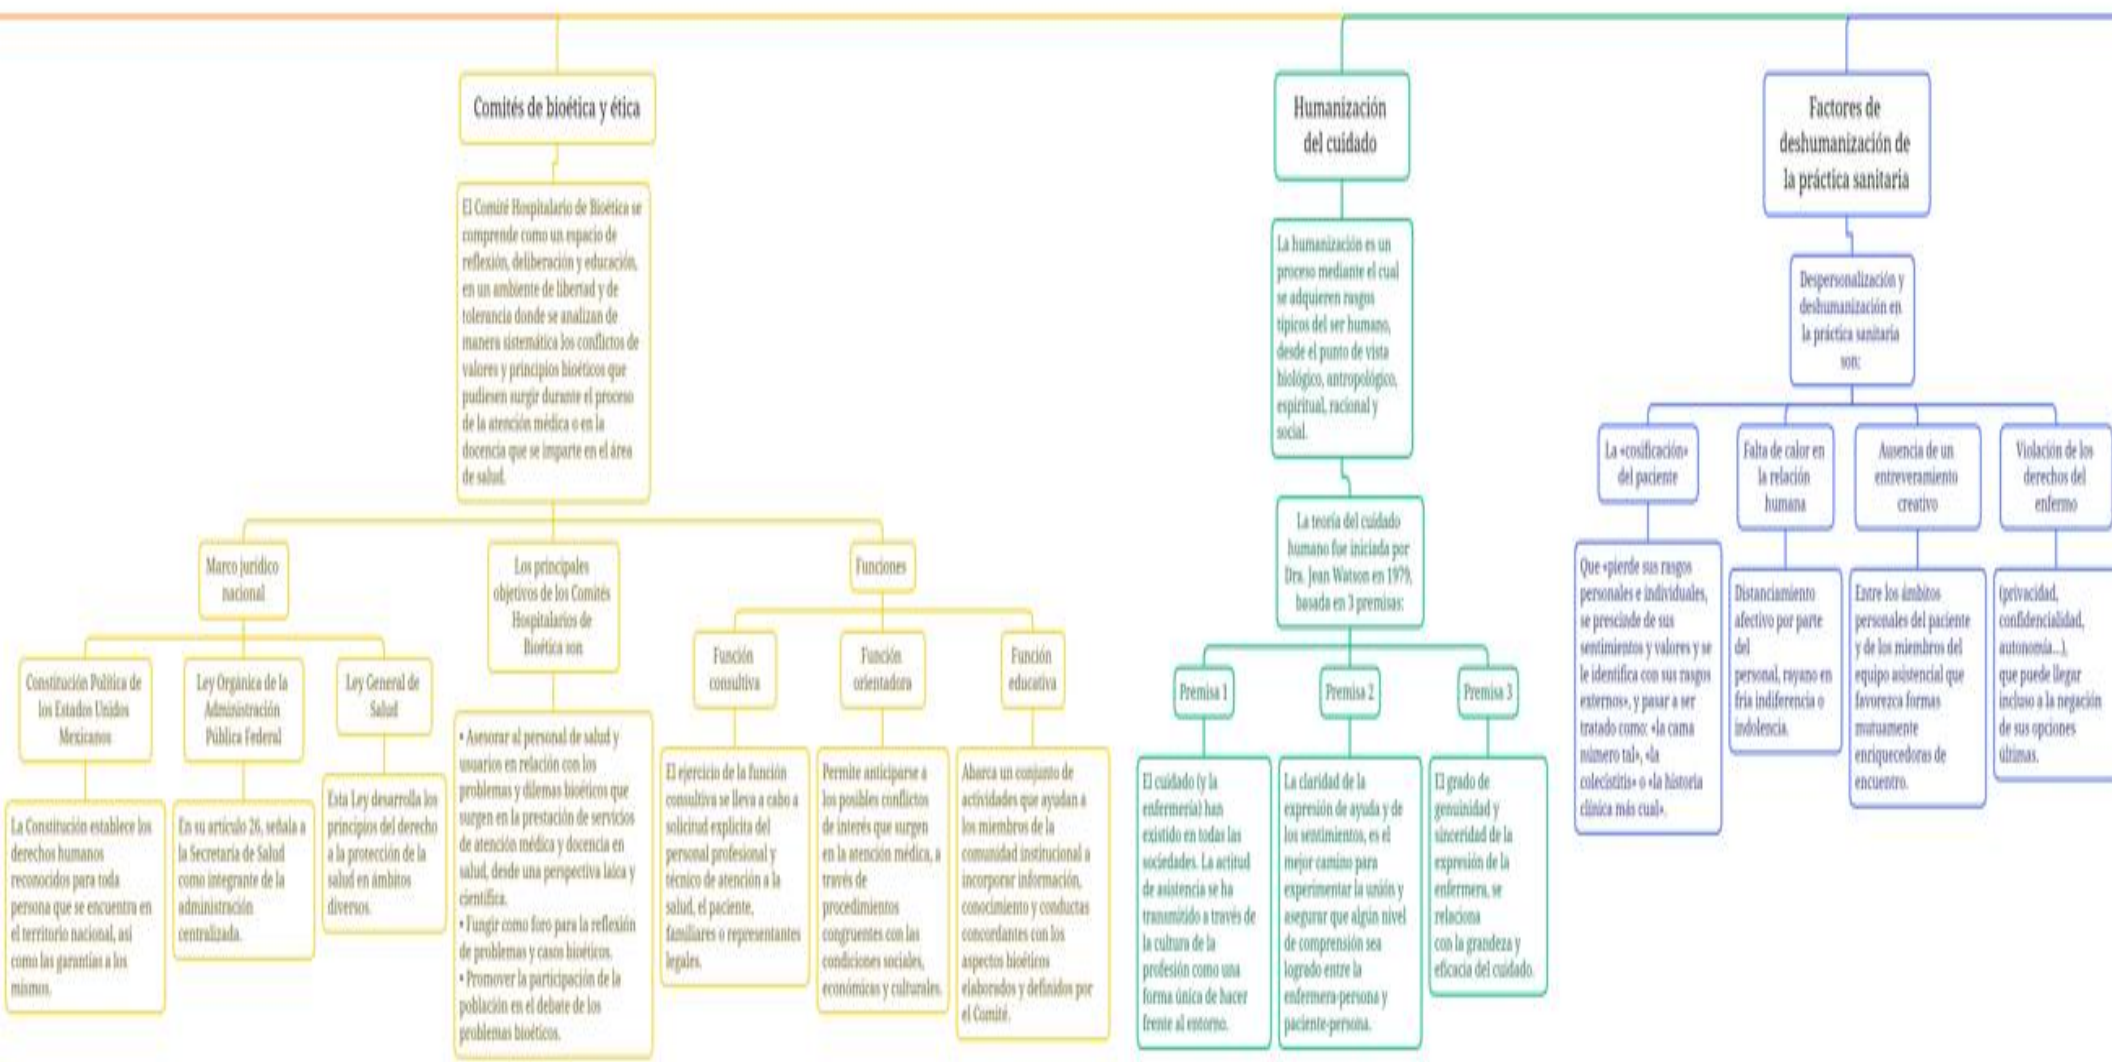 Comités de bioética y ética
El Comité Hospitalario de Bioética se
comprende como un espacio de
reflexión, deliberación y educación,
en un ambiente de libertad y de
tolerancia donde se analizan de
manera sistemática los conflictos de
valores y principios bioéticos que
pudiesen surgir durante el proceso
de la atención médica o en la
docencia que se imparte en el área
de salud.
Marco jurídico
nacional
Constitución Política de
los Estados Unidos
Mexicanos
La Constitución establece los
derechos humanos
reconocidos para toda
persona que se encuentra en
el territorio nacional, así
como las garantías a los
mismos.
Ley Orgánica de la
Administración
Pública Federal
En su artículo 26, señala a
la Secretaría de Salud
como integrante de la
administración
centralizada.
Ley General de
Salud
Esta Ley desarrolla los
principios del derecho
a la protección de la
salud en ámbitos
diversos.
Los principales
objetivos de los Comités
Hospitalarios de
Bioética son
• Asesorar al personal de salud y
usuarios en relación con los
problemas y dilemas bioéticos que
surgen en la prestación de servicios
de atención médica y docencia en
salud, desde una perspectiva laica y
científica.
• Fungir como foro para la reflexión
de problemas y casos bioéticos.
• Promover la participación de la
población en el debate de los
problemas bioéticos.
Funciones
Función
consultiva
El ejercicio de la función
consultiva se lleva a cabo a
solicitud explícita del
personal profesional y
técnico de atención a la
salud, el paciente,
familiares o representantes
legales.
Función
orientadora
Permite anticiparse a
los posibles conflictos
de interés que surgen
en la atención médica, a
través de
procedimientos
congruentes con las
condiciones sociales,
económicas y culturales.
Función
educativa
Abarca un conjunto de
actividades que ayudan a
los miembros de la
comunidad institucional a
incorporar información,
conocimiento y conductas
concordantes con los
aspectos bioéticos
elaborados y definidos por
el Comité.
Humanización
del cuidado
La humanización es un
proceso mediante el cual
se adquieren rasgos
típicos del ser humano,
desde el punto de vista
biológico, antropológico,
espiritual, racional y
social.
La teoría del cuidado
humano fue iniciada por
Dra. Jean Watson en 1979,
basada en 3 premisas:
Premisa 1
El cuidado (y la
enfermería) han
existido en todas las
sociedades. La actitud
de asistencia se ha
transmitido a través de
la cultura de la
profesión como una
forma única de hacer
frente al entorno.
Premisa 2
La claridad de la
expresión de ayuda y de
los sentimientos, es el
mejor camino para
experimentar la unión y
asegurar que algún nivel
de comprensión sea
logrado entre la
enfermera-persona y
paciente-persona.
Premisa 3
El grado de
genuinidad y
sinceridad de la
expresión de la
enfermera, se
relaciona
con la grandeza y
eficacia del cuidado.
Factores de
deshumanización de
la práctica sanitaria
Despersonalización y
deshumanización en
la práctica sanitaria
son:
La «cosificación»
del paciente
Que «pierde sus rasgos
personales e individuales,
se prescinde de sus
sentimientos y valores y se
le identifica con sus rasgos
externos», y pasar a ser
tratado como: «la cama
número tal», «la
colecistitis» o «la historia
clínica más cual».
Falta de calor en
la relación
humana
Distanciamiento
afectivo por parte
del
personal, rayano en
fría indiferencia o
indolencia.
Ausencia de un
entreveramiento
creativo
Entre los ámbitos
personales del paciente
y de los miembros del
equipo asistencial que
favorezca formas
mutuamente
enriquecedoras de
encuentro.
Violación de los
derechos del
enfermo
(privacidad,
confidencialidad,
autonomía...),
que puede llegar
incluso a la negación
de sus opciones
últimas.